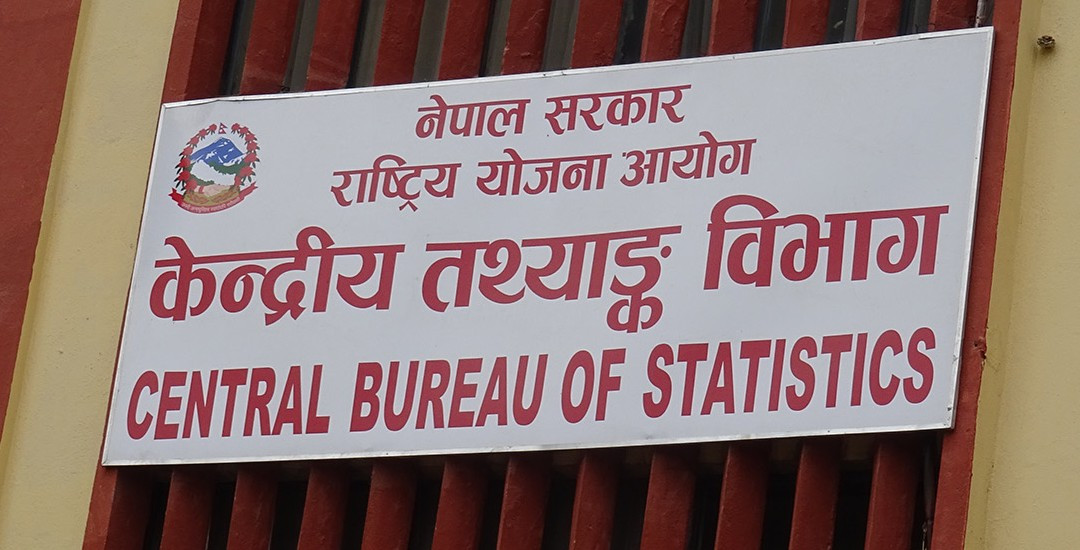 नेपाल सरकार
राष्ट्रिय योजना आयोग
केन्द्रीय तथ्याङ्क विभाग
CENTRAL BUREAU OF STATISTICS